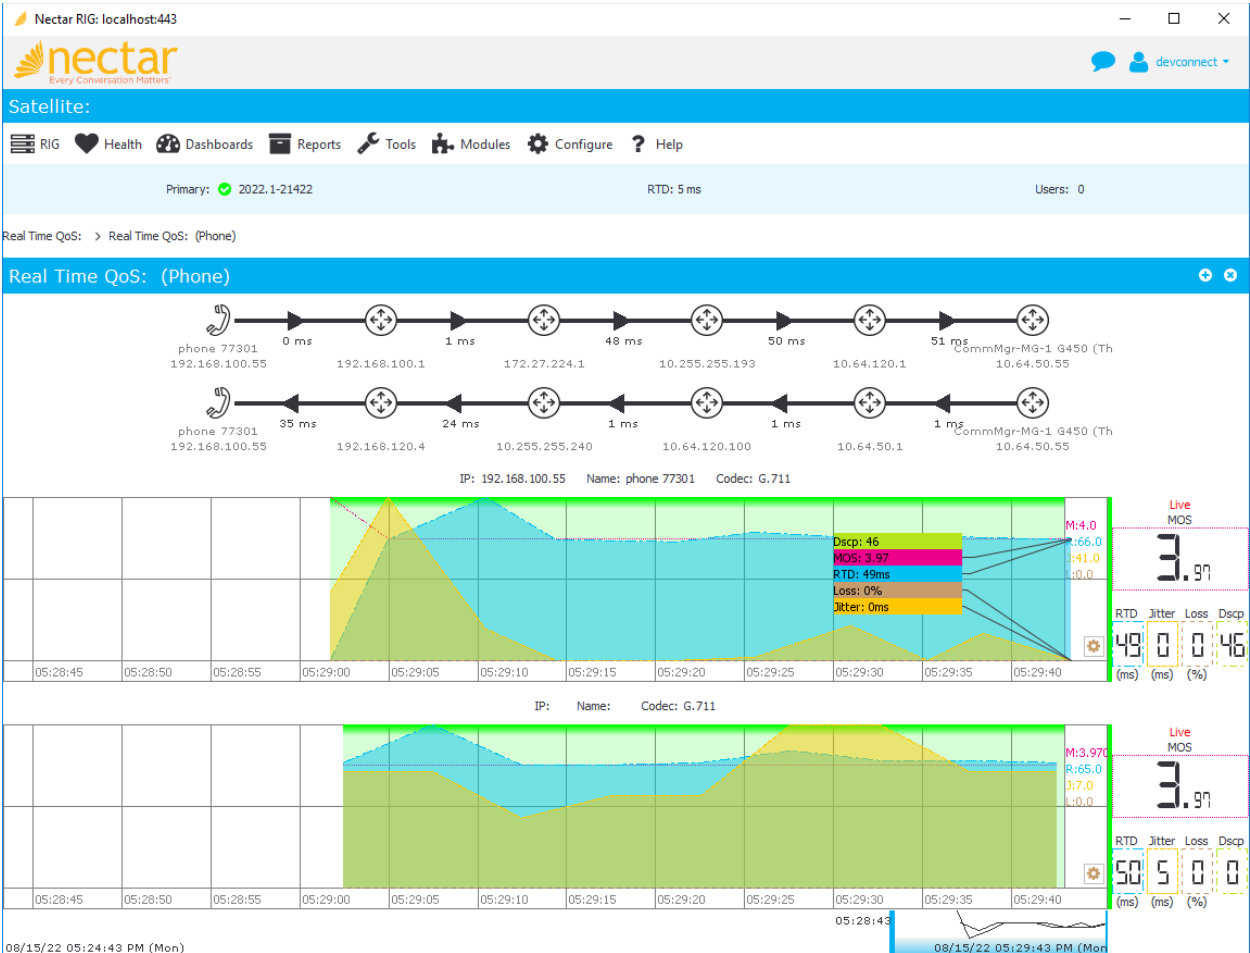 Nectar RIG: localhost:443
nectar
Every Conversation Matters
devconnect
Satellite:
RIG Health Dashboards Reports Tools Modules Configure ? Help
Primary: 2022.1-21422 RTD: 5 ms Users: 0
Real Time QoS: > Real Time QoS: (Phone)
Real Time QoS: (Phone)
0 ms 1 ms 48 ms 50 ms 51 ms
phone 77301 CommMgr-MG-1 G450 (Th
192.168.100.55 192.168.100.1 172.27.224.1 10.255.255.193 10.64.120.1 10.64.50.55
35 ms 24 ms 1 ms 1 ms 1 ms
phone 77301 CommMgr-MG-1 G450 (Th
192.168.100.55 192.168.120.4 10.255.255.240 10.64.120.100 10.64.50.1 10.64.50.55
IP: 192.168.100.55 Name: phone 77301 Codec: G.711
Live
MOS
3.97
M:4.0
:66.0
:41.0
L:0.0
Dscp: 46
MOS: 3.97
RTD: 49ms
Loss: 0%
Jitter: 0ms
RTD Jitter Loss Dscp
49 0 0 46
(ms) (ms) (%)
05:28:45 05:28:50 05:28:55 05:29:00 05:29:05 05:29:10 05:29:15 05:29:20 05:29:25 05:29:30 05:29:35 05:29:40
IP: Name: Codec: G.711
Live
MOS
3.97
M:3.970
R:65.0
J:7.0
L:0.0
RTD Jitter Loss Dscp
50 5 0 0
(ms) (ms) (%)
05:28:45 05:28:50 05:28:55 05:29:00 05:29:05 05:29:10 05:29:15 05:29:20 05:29:25 05:29:30 05:29:35 05:29:40
05:28:43
08/15/22 05:24:43 PM (Mon) 08/15/22 05:29:43 PM (Mon